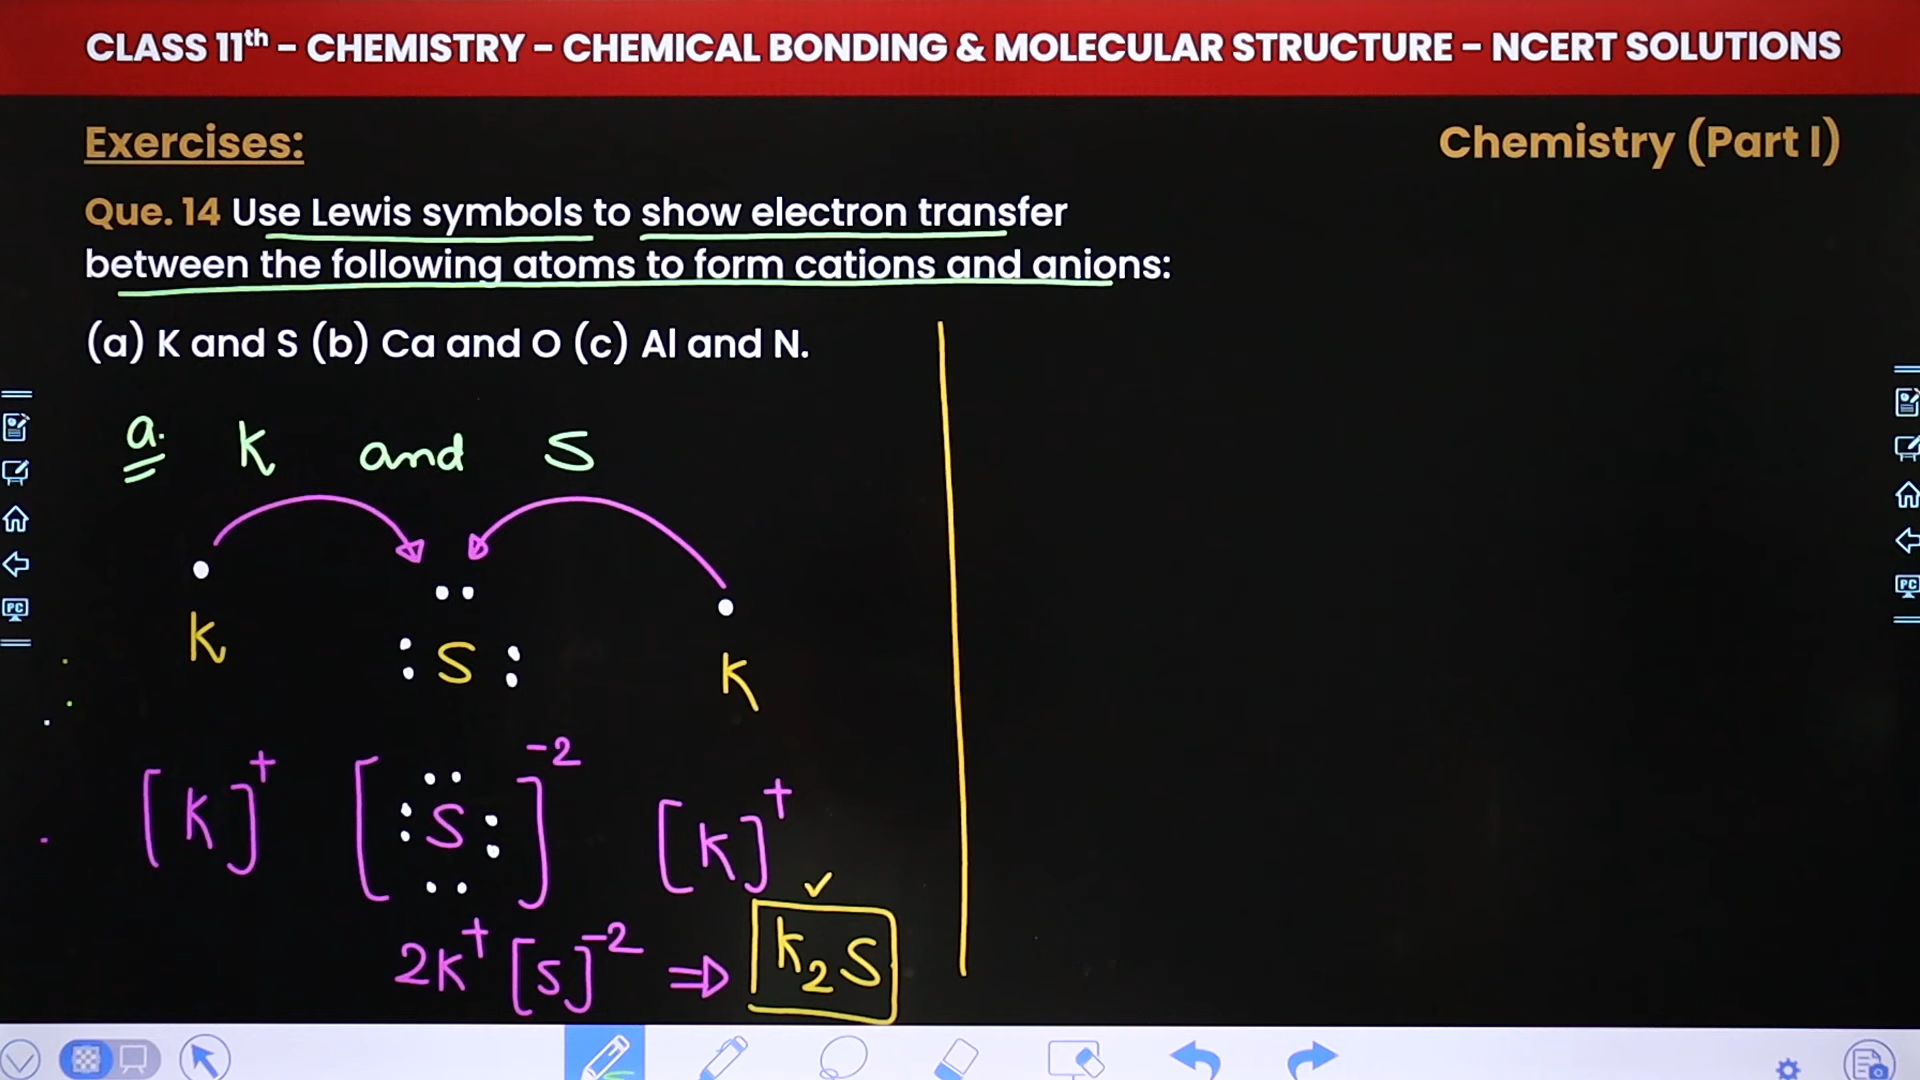 CLASS 11th – CHEMISTRY – CHEMICAL BONDING & MOLECULAR STRUCTURE – NCERT SOLUTIONS
Exercises:
Chemistry (Part I)
Que. 14 Use Lewis symbols to show electron transfer
between the following atoms to form cations and anions:
(a) K and S (b) Ca and O (c) Al and N.
a. K and S
K S K
[K]⁺ [S]⁻² [K]⁺
2K⁺ [S]⁻² ⇒ K₂S
PC
PC